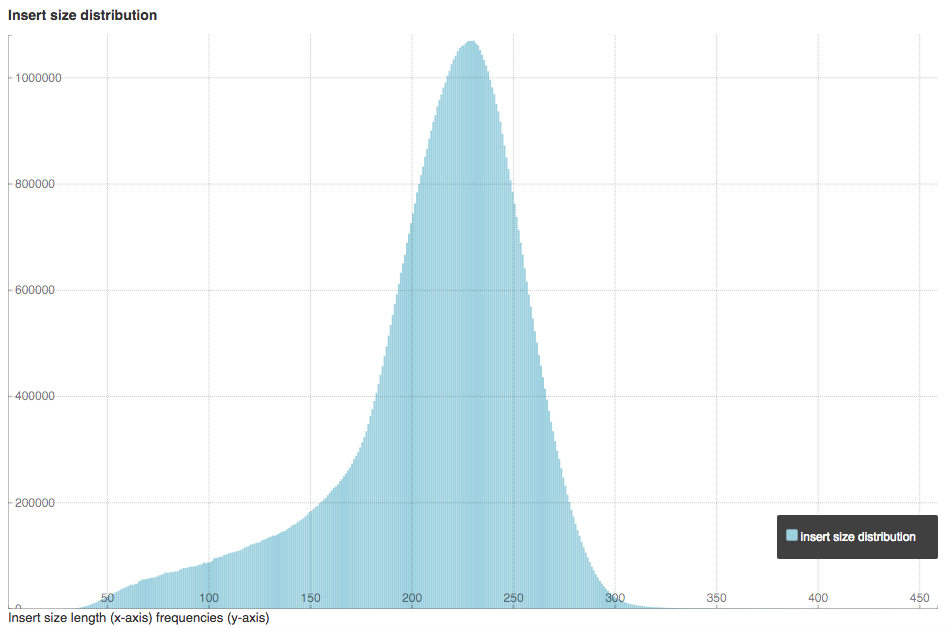 Insert size distribution
1000000
800000
600000
400000
200000
insert size distribution
0
50 100 150 200 250 300 350 400 450
Insert size length (x-axis) frequencies (y-axis)